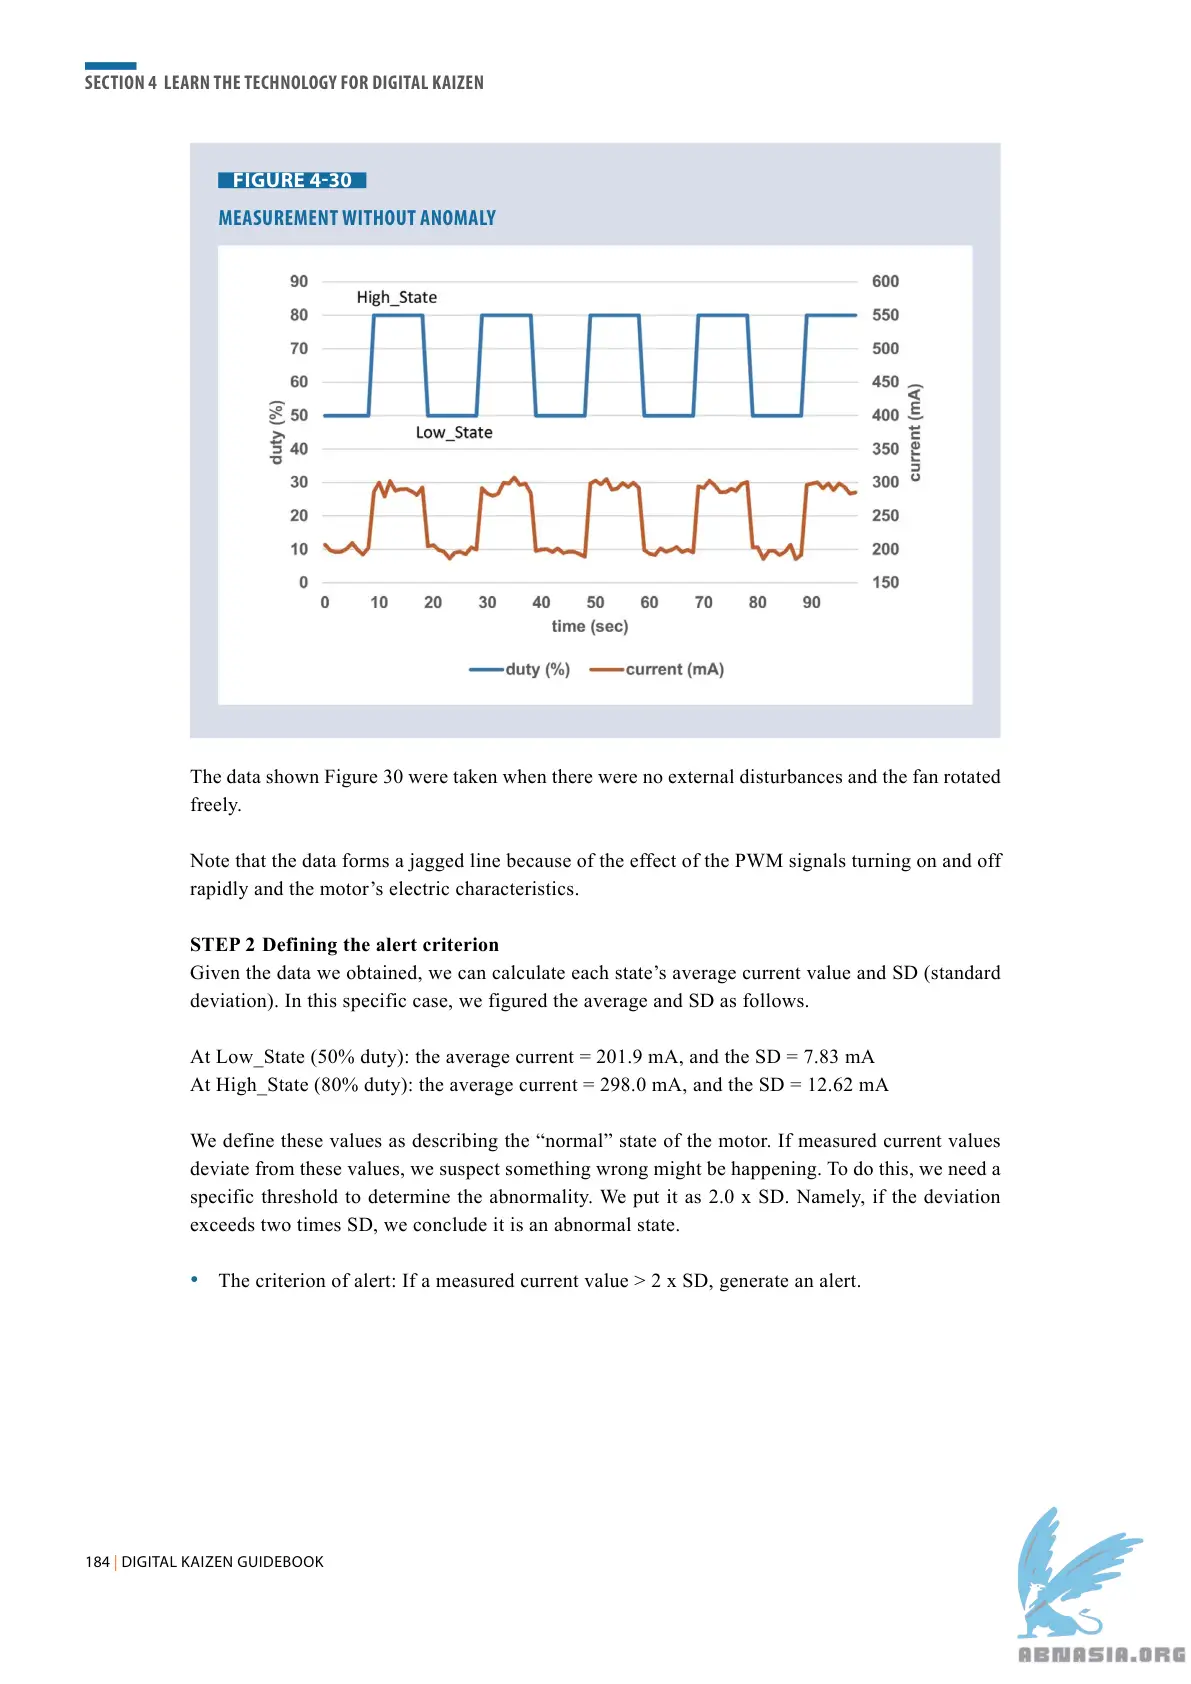 SECTION 4 LEARN THE TECHNOLOGY FOR DIGITAL KAIZEN
FIGURE 4-30
MEASUREMENT WITHOUT ANOMALY
90
80
70
60
50
40
30
20
10
0
duty (%)
High_State
Low_State
600
550
500
450
400
350
300
250
200
150
current (mA)
0 10 20 30 40 50 60 70 80 90
time (sec)
duty (%) current (mA)
The data shown Figure 30 were taken when there were no external disturbances and the fan rotated
freely.
Note that the data forms a jagged line because of the effect of the PWM signals turning on and off
rapidly and the motor’s electric characteristics.
STEP 2 Defining the alert criterion
Given the data we obtained, we can calculate each state’s average current value and SD (standard
deviation). In this specific case, we figured the average and SD as follows.
At Low_State (50% duty): the average current = 201.9 mA, and the SD = 7.83 mA
At High_State (80% duty): the average current = 298.0 mA, and the SD = 12.62 mA
We define these values as describing the “normal” state of the motor. If measured current values
deviate from these values, we suspect something wrong might be happening. To do this, we need a
specific threshold to determine the abnormality. We put it as 2.0 x SD. Namely, if the deviation
exceeds two times SD, we conclude it is an abnormal state.
• The criterion of alert: If a measured current value > 2 x SD, generate an alert.
184 | DIGITAL KAIZEN GUIDEBOOK
ABNASIA.ORG